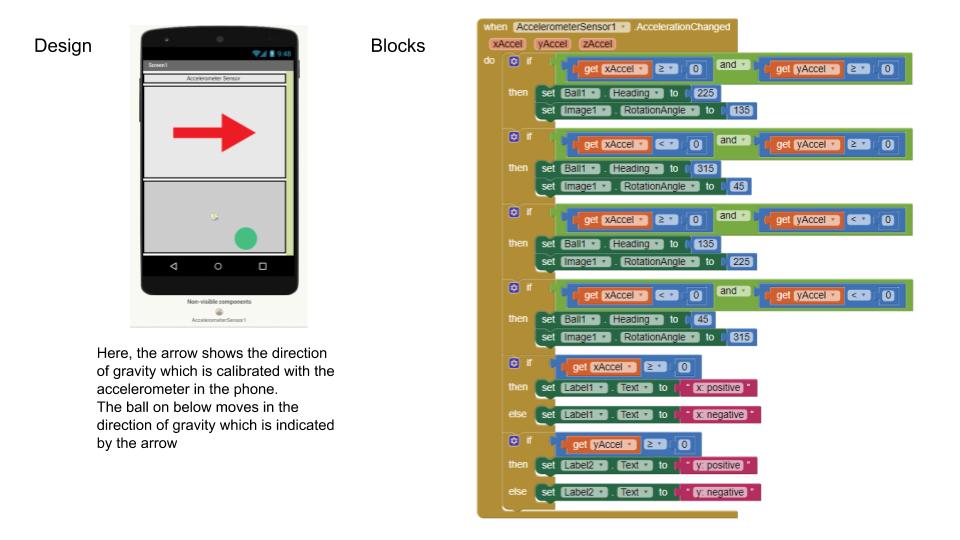 Design
Blocks
9:48
Screen1
Accelerometer Sensor
Non-visible components
AccelerometerSensor1
Here, the arrow shows the direction
of gravity which is calibrated with the
accelerometer in the phone.
The ball on below moves in the
direction of gravity which is indicated
by the arrow
when AccelerometerSensor1 .AccelerationChanged
xAccel yAccel zAccel
do if get xAccel ≥ 0 and get yAccel ≥ 0
then set Ball1 . Heading to 225
set Image1 . RotationAngle to 135
if get xAccel < 0 and get yAccel ≥ 0
then set Ball1 . Heading to 315
set Image1 . RotationAngle to 45
if get xAccel ≥ 0 and get yAccel < 0
then set Ball1 . Heading to 135
set Image1 . RotationAngle to 225
if get xAccel < 0 and get yAccel < 0
then set Ball1 . Heading to 45
set Image1 . RotationAngle to 315
if get xAccel ≥ 0
then set Label1 . Text to " x: positive "
else set Label1 . Text to " x: negative "
if get yAccel ≥ 0
then set Label2 . Text to " y: positive "
else set Label2 . Text to " y: negative "